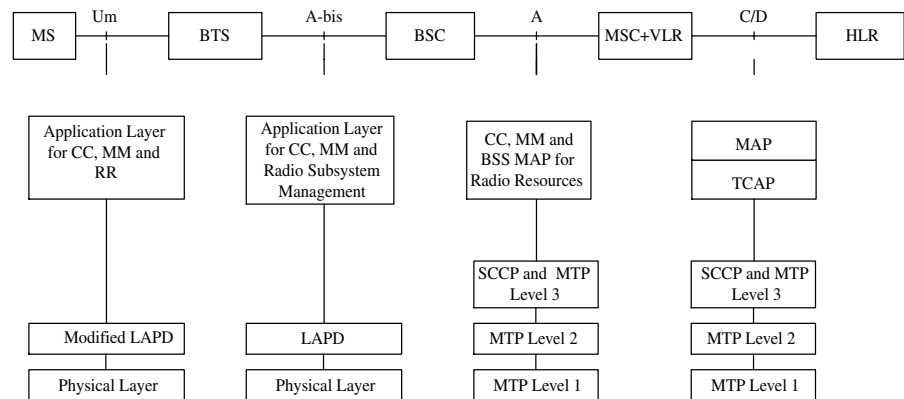 Um
A-bis
A
C/D
MS
BTS
BSC
MSC+VLR
HLR
Application Layer
for CC, MM and
RR
Application Layer
for CC, MM and
Radio Subsystem
Management
CC, MM and
BSS MAP for
Radio Resources
MAP
TCAP
SCCP and MTP
Level 3
SCCP and MTP
Level 3
Modified LAPD
LAPD
MTP Level 2
MTP Level 2
Physical Layer
Physical Layer
MTP Level 1
MTP Level 1